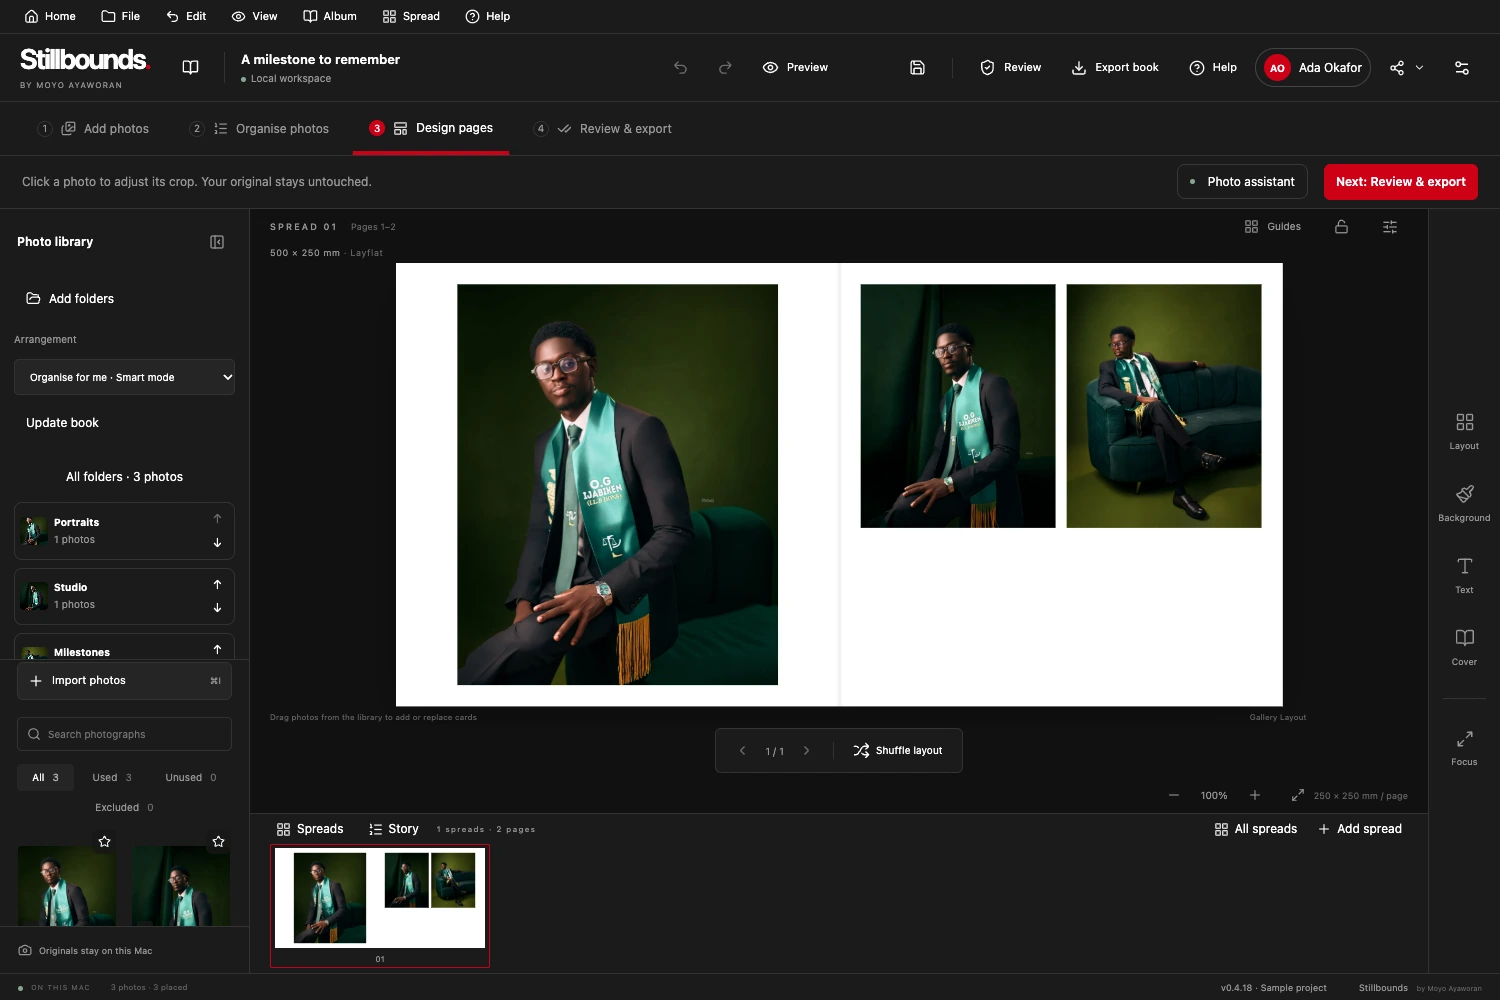 Home File Edit View Album Spread Help
Stillbounds.
BY MOYO AYAWORAN
A milestone to remember
Local workspace
Preview
Review
Export book
Help
AO Ada Okafor
1 Add photos
2 Organise photos
3 Design pages
4 Review & export
Click a photo to adjust its crop. Your original stays untouched.
Photo assistant
Next: Review & export
Photo library
Add folders
Arrangement
Organise for me · Smart mode
Update book
All folders · 3 photos
Portraits
1 photos
Studio
1 photos
Milestones
Import photos ⌘I
Search photographs
All 3 Used 3 Unused 0
Excluded 0
Originals stay on this Mac
SPREAD 01 Pages 1–2
500 × 250 mm · Layflat
Guides
O.G
IJABIKEN
(LL.B HONS)
O.G
IJABIKEN
Drag photos from the library to add or replace cards
Gallery Layout
1 / 1
Shuffle layout
100%
250 × 250 mm / page
Spreads Story 1 spreads · 2 pages
All spreads Add spread
01
Layout
Background
Text
Cover
Focus
ON THIS MAC 3 photos · 3 placed
v0.4.18 · Sample project Stillbounds by Moyo Ayaworan